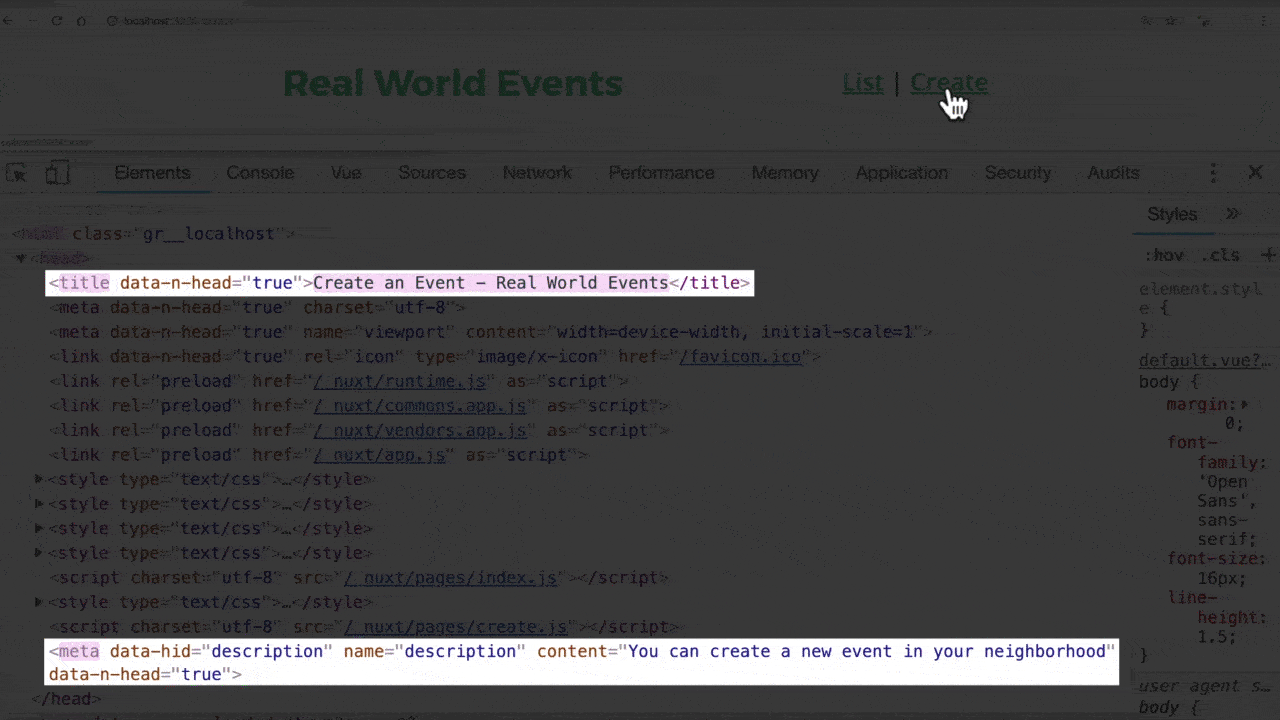 Real World Events
List | Create
Elements Console Vue Sources Network Performance Memory Application Security Audits
<html class="gr__localhost">
<head>
<title data-n-head="true">Create an Event - Real World Events</title>
<meta data-n-head="true" charset="utf-8">
<meta data-n-head="true" name="viewport" content="width=device-width, initial-scale=1">
<link data-n-head="true" rel="icon" type="image/x-icon" href="/favicon.ico">
<link rel="preload" href="/_nuxt/runtime.js" as="script">
<link rel="preload" href="/_nuxt/commons.app.js" as="script">
<link rel="preload" href="/_nuxt/vendors.app.js" as="script">
<link rel="preload" href="/_nuxt/app.js" as="script">
<style type="text/css">…</style>
<style type="text/css">…</style>
<style type="text/css">…</style>
<style type="text/css">…</style>
<script charset="utf-8" src="/_nuxt/pages/index.js"></script>
<style type="text/css">…</style>
<script charset="utf-8" src="/_nuxt/pages/create.js"></script>
<meta data-hid="description" name="description" content="You can create a new event in your neighborhood"
data-n-head="true">
</head>
Styles »
:hov .cls +
element.styl
e {
}
default.vue?…
body {
margin:
0;
font-
family:
'Open
Sans',
sans-
serif;
font-size:
16px;
line-
height:
1.5;
}
user agent s…
body {